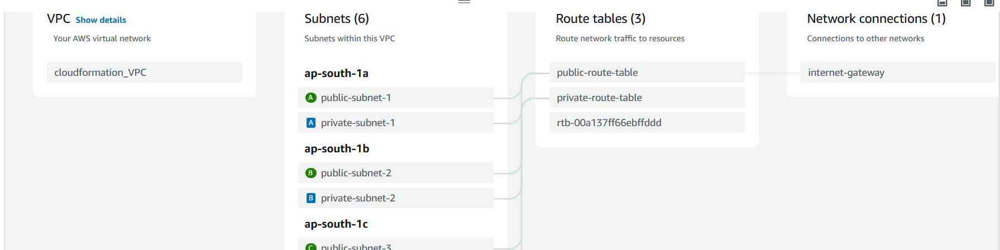 VPC Show details
Your AWS virtual network
cloudformation_VPC
Subnets (6)
Subnets within this VPC
ap-south-1a
A public-subnet-1
A private-subnet-1
ap-south-1b
B public-subnet-2
B private-subnet-2
ap-south-1c
C public-subnet-3
Route tables (3)
Route network traffic to resources
public-route-table
private-route-table
rtb-00a137ff66ebffddd
Network connections (1)
Connections to other networks
internet-gateway